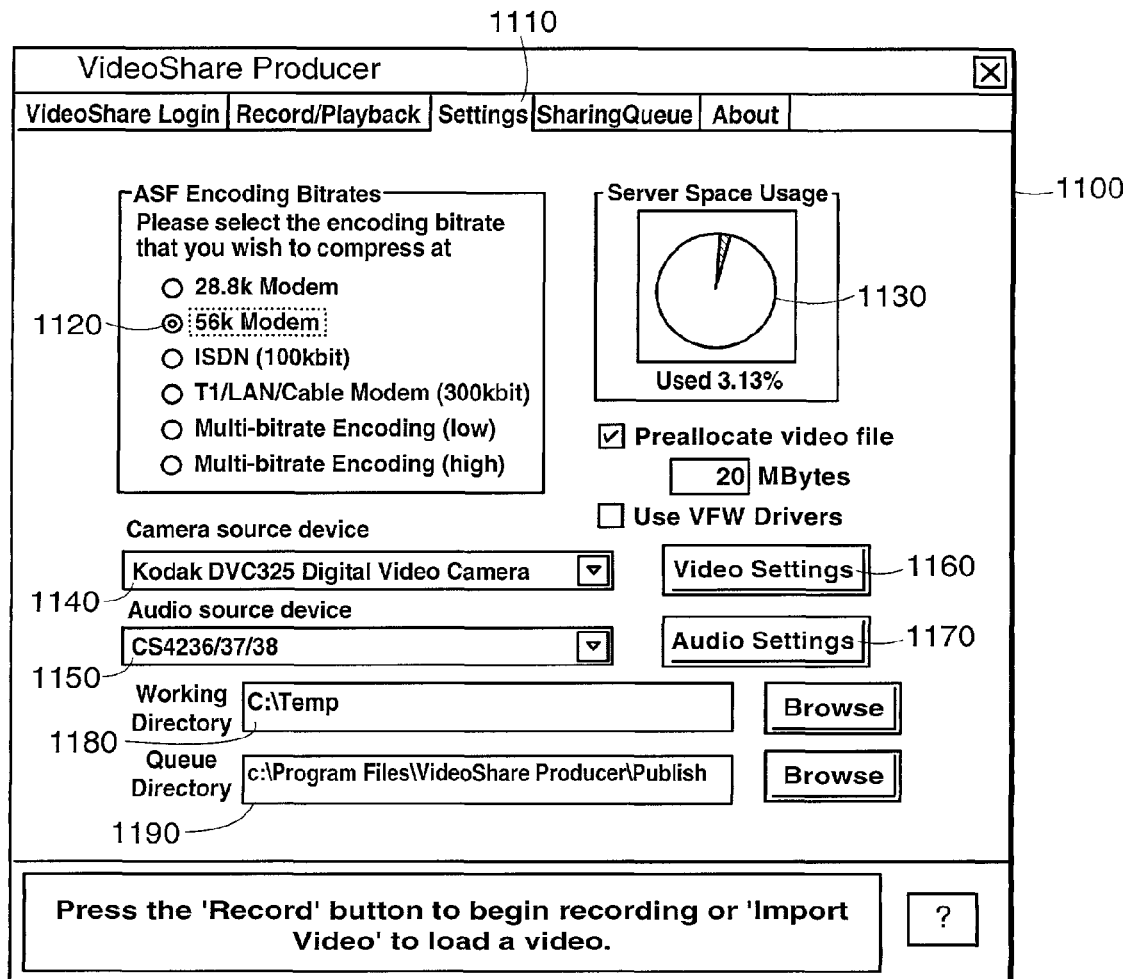 1110
VideoShare Producer
VideoShare Login Record/Playback Settings SharingQueue About
1100
ASF Encoding Bitrates
Please select the encoding bitrate
that you wish to compress at
28.8k Modem
1120
56k Modem
ISDN (100kbit)
T1/LAN/Cable Modem (300kbit)
Multi-bitrate Encoding (low)
Multi-bitrate Encoding (high)
Server Space Usage
1130
Used 3.13%
Preallocate video file
20 MBytes
Use VFW Drivers
Camera source device
Kodak DVC325 Digital Video Camera
1140
Video Settings
1160
Audio source device
CS4236/37/38
1150
Audio Settings
1170
Working
Directory
C:\Temp
1180
Browse
Queue
Directory
c:\Program Files\VideoShare Producer\Publish
1190
Browse
Press the 'Record' button to begin recording or 'Import
Video' to load a video.
?